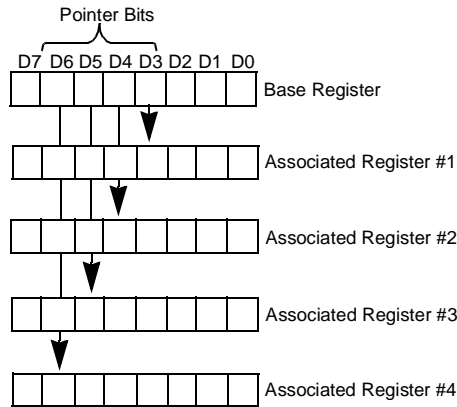 Pointer Bits
D7 D6 D5 D4 D3 D2 D1 D0
Base Register
Associated Register #1
Associated Register #2
Associated Register #3
Associated Register #4